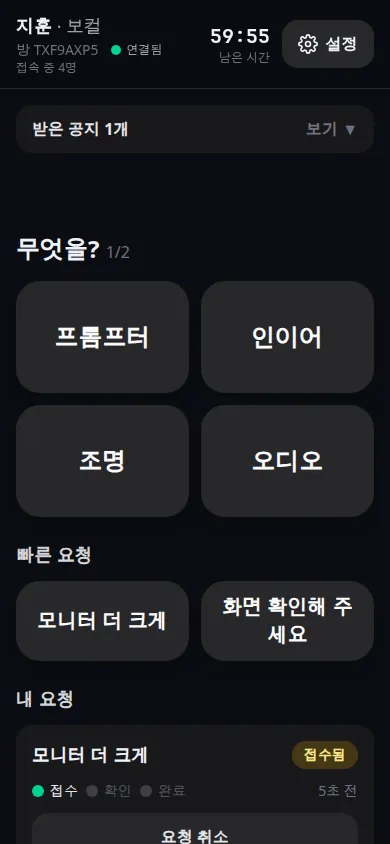 지훈 · 보컬
방 TXF9AXP5 연결됨
접속 중 4명
59:55
남은 시간
설정
받은 공지 1개
보기 ▼
무엇을? 1/2
프롬프터
인이어
조명
오디오
빠른 요청
모니터 더 크게
화면 확인해 주
세요
내 요청
모니터 더 크게
접수됨
접수 확인 완료
5초 전
요청 취소